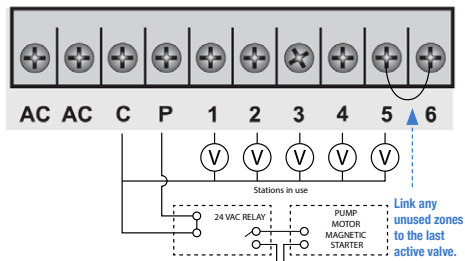 AC AC C P 1 2 3 4 5 6
V V V V V
Stations in use
24 VAC RELAY
PUMP
MOTOR
MAGNETIC
STARTER
Link any
unused zones
to the last
active valve.